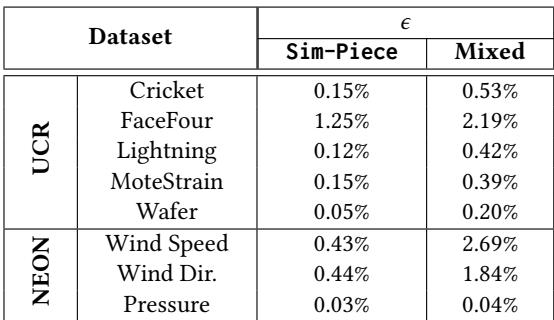 Dataset ϵ
Sim-Piece Mixed
UCR
Cricket 0.15% 0.53%
FaceFour 1.25% 2.19%
Lightning 0.12% 0.42%
MoteStrain 0.15% 0.39%
Wafer 0.05% 0.20%
NEON
Wind Speed 0.43% 2.69%
Wind Dir. 0.44% 1.84%
Pressure 0.03% 0.04%